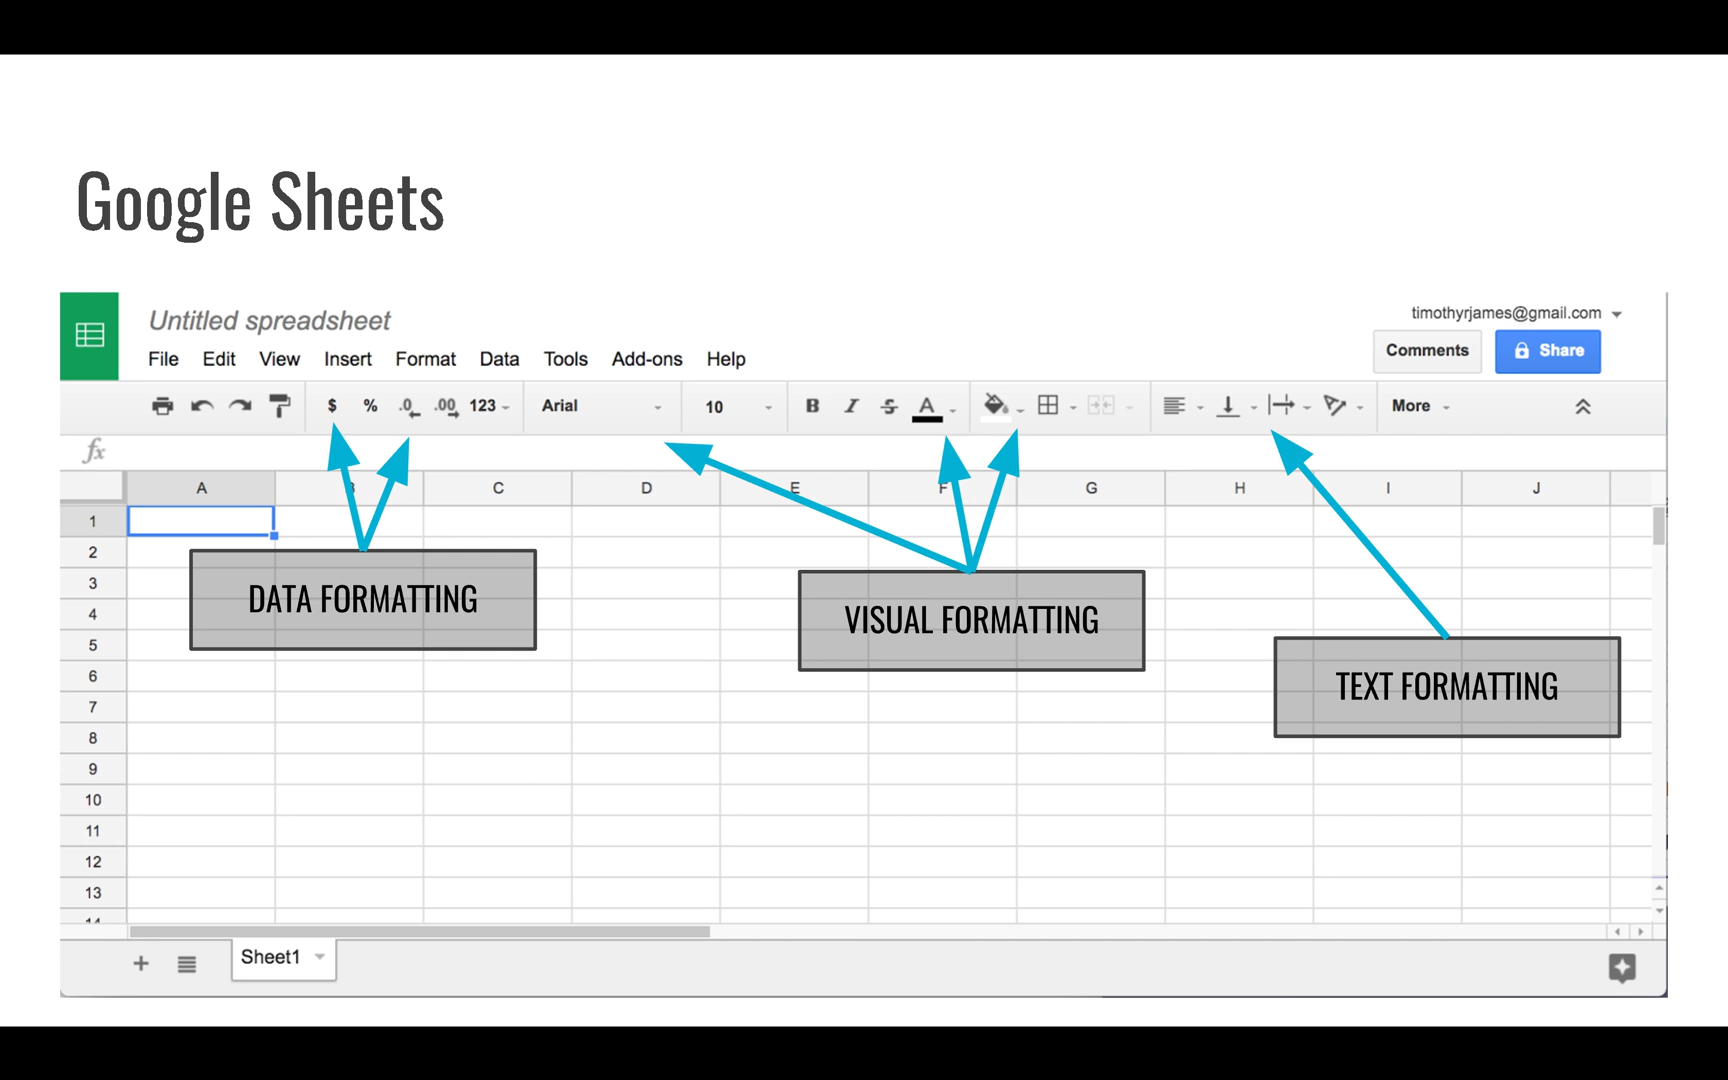 Google Sheets
Untitled spreadsheet
timothyrjames@gmail.com
File Edit View Insert Format Data Tools Add-ons Help
Comments Share
$ % .0 .00 123 Arial 10 B I S A More
fx
A B C D E F G H I J
1
2
3
DATA FORMATTING
VISUAL FORMATTING
4
5
6
TEXT FORMATTING
7
8
9
10
11
12
13
14
Sheet1